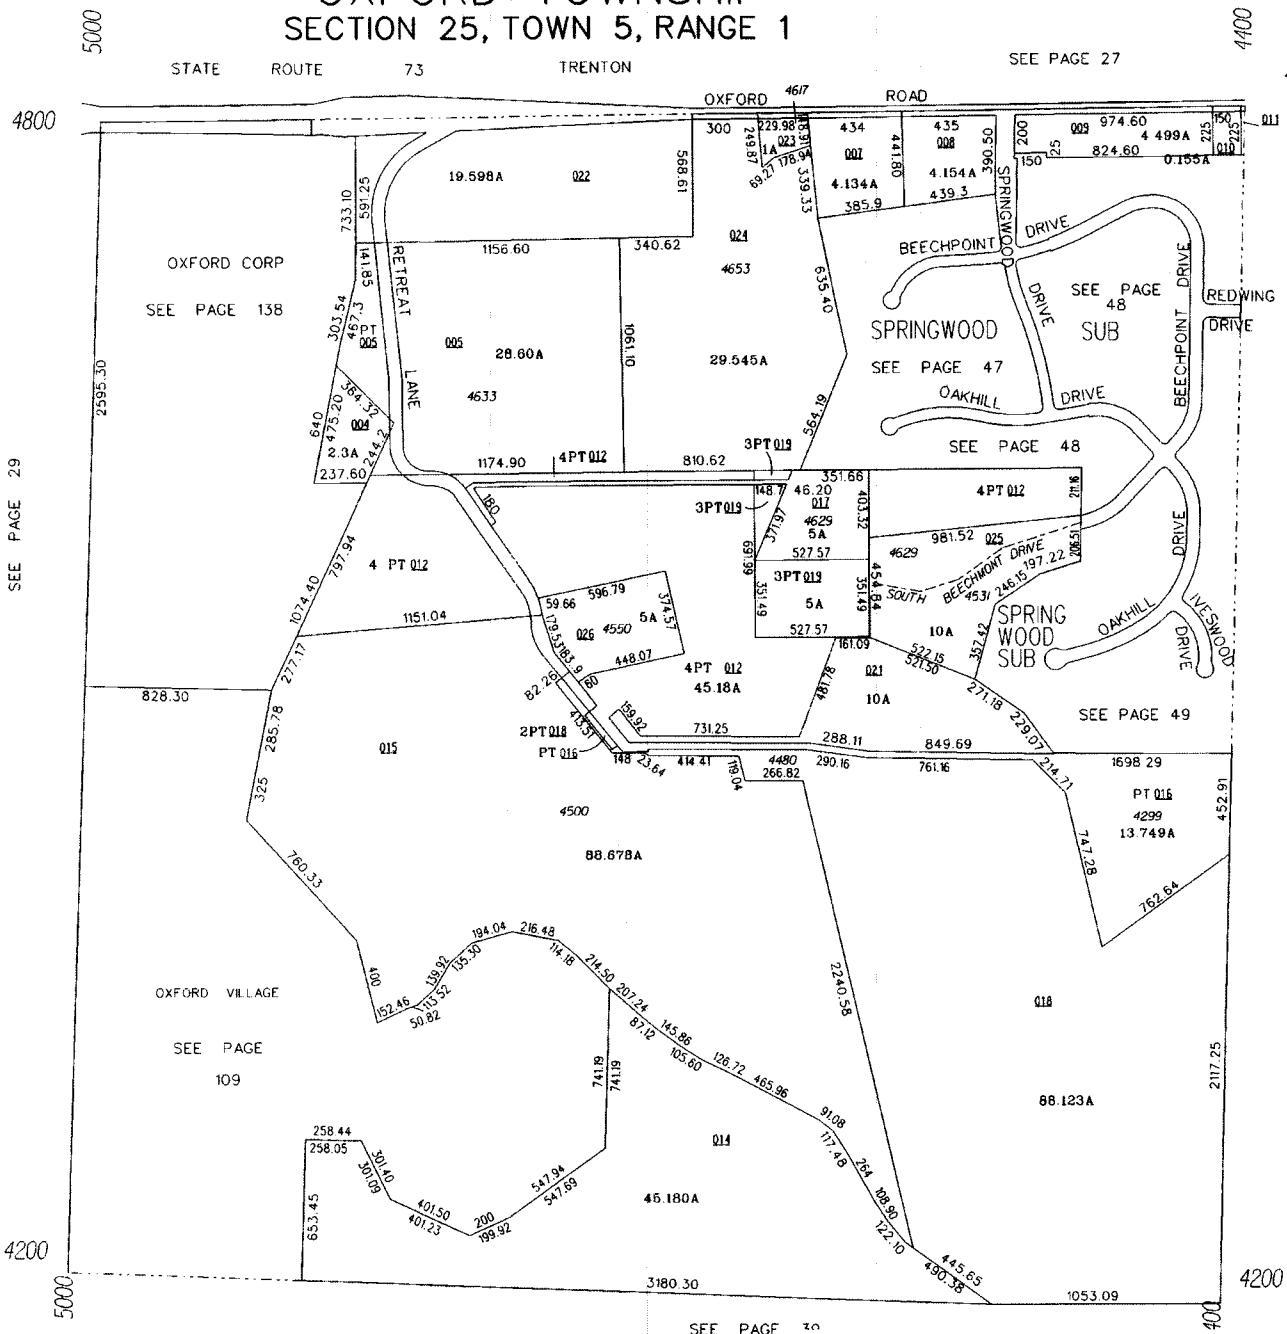 OXFORD TOWNSHIP
SECTION 25, TOWN 5, RANGE 1
5000
4400
STATE ROUTE 73 TRENTON
SEE PAGE 27
4800
OXFORD ROAD
4617
300
229.98
434
435
974.60
150
011
249.87
1A
023
178.94
69.27
339.33
007
441.80
008
390.50
200
009
4 499A
225
225
010
150
25
824.60
0.155A
4.134A
4.154A
385.9
439.3
568.61
19.598A
022
591.25
733.10
1156.60
340.62
024
4653
635.40
SPRINGWOOD
DRIVE
BEECHPOINT DRIVE
BEECHPOINT DRIVE
OXFORD CORP
SEE PAGE 138
141.85
RETREAT
LANE
303.54
467.3
PT
005
005
28.60A
4633
1061.10
29.545A
SPRINGWOOD SUB
SEE PAGE 47
SEE PAGE
48
REDWING
DRIVE
2595.30
364.32
640
475.20
004
2.3A
244.2
237.60
564.19
OAKHILL DRIVE
SEE PAGE 48
3PT 019
1174.90
4PT 012
810.62
351.66
SEE PAGE 29
180
148.7
46.20
017
4629
5A
403.32
4PT 012
211.16
3PT 019
371.97
691.99
527.57
981.52
025
4629
206.51
797.94
1074.40
4 PT 012
3PT 019
351.49
5A
351.49
454.84
527.57
SOUTH BEECHMONT DRIVE
4531
197.22
246.15
10A
357.42
SPRING
WOOD
SUB
OAKHILL
DRIVE
IVESWOOD
DRIVE
59.66
596.79
374.57
5A
026
4550
448.07
1151.04
179.53
183.9
60
277.17
4PT 012
45.18A
161.09
522.15
521.50
021
10A
481.78
271.18
229.07
SEE PAGE 49
828.30
285.78
325
82.26
413.51
159.92
731.25
288.11
849.69
1698.29
015
2PT 018
PT 016
148
23.64
414.41
119.04
4480
266.82
290.16
761.16
214.71
PT 016
4299
13.749A
452.91
4500
88.678A
747.28
762.64
760.33
400
194.04
216.48
114.18
135.30
139.92
113.52
152.46
50.82
214.50
207.24
87.12
145.86
105.60
126.72
465.96
2240.58
018
OXFORD VILLAGE
SEE PAGE
109
741.19
741.19
2117.25
88.123A
91.08
117.48
264
108.90
122.10
258.44
258.05
301.40
301.09
401.50
401.23
200
199.92
547.94
547.69
014
45.180A
653.45
445.65
490.38
4200
5000
3180.30
1053.09
4200
SEE PAGE